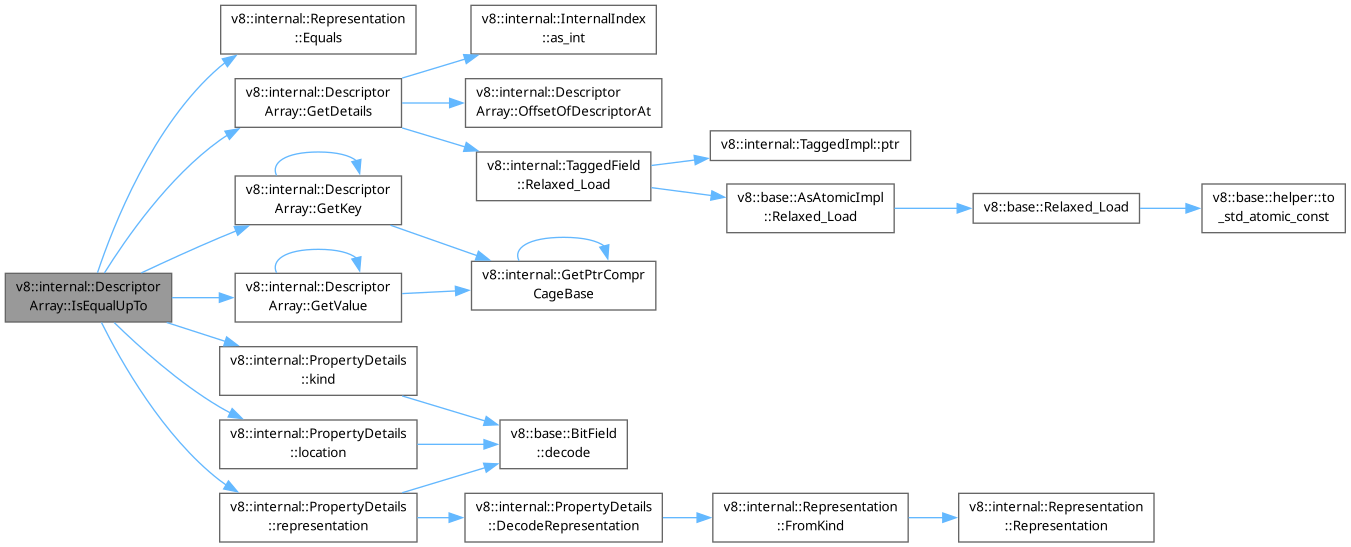 v8::internal::Representation
::Equals
v8::internal::InternalIndex
::as_int
v8::internal::Descriptor
Array::GetDetails
v8::internal::Descriptor
Array::OffsetOfDescriptorAt
v8::internal::TaggedField
::Relaxed_Load
v8::internal::TaggedImpl::ptr
v8::base::AsAtomicImpl
::Relaxed_Load
v8::base::Relaxed_Load
v8::base::helper::to
_std_atomic_const
v8::internal::Descriptor
Array::GetKey
v8::internal::Descriptor
Array::IsEqualUpTo
v8::internal::Descriptor
Array::GetValue
v8::internal::GetPtrCompr
CageBase
v8::internal::PropertyDetails
::kind
v8::internal::PropertyDetails
::location
v8::base::BitField
::decode
v8::internal::PropertyDetails
::representation
v8::internal::PropertyDetails
::DecodeRepresentation
v8::internal::Representation
::FromKind
v8::internal::Representation
::Representation